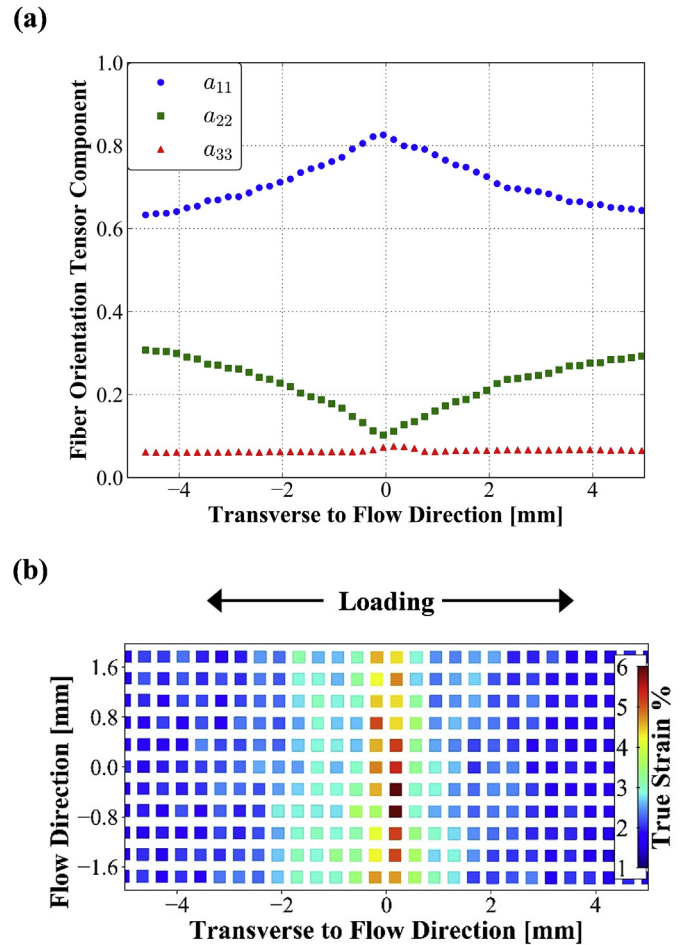 (a)
Fiber Orientation Tensor Component
1.0
0.8
0.6
0.4
0.2
0.0
a11
a22
a33
−4
−2
0
2
4
Transverse to Flow Direction [mm]
(b)
Loading
Flow Direction [mm]
1.6
0.8
0.0
−0.8
−1.6
6
5
4
3
2
1
True Strain %
−4
−2
0
2
4
Transverse to Flow Direction [mm]